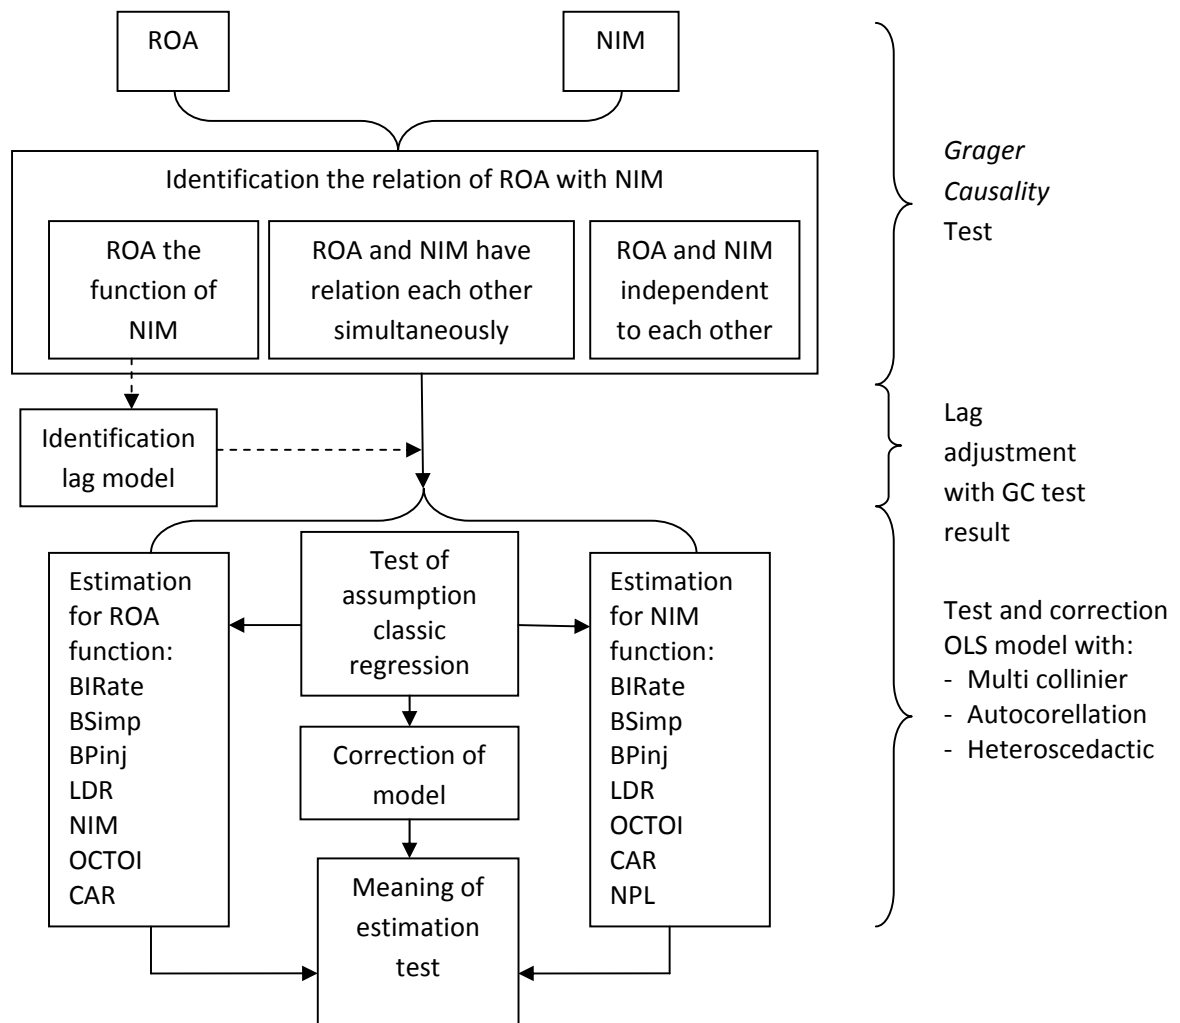 ROA
NIM
Identification the relation of ROA with NIM
ROA the
function of
NIM
ROA and NIM have
relation each other
simultaneously
ROA and NIM
independent
to each other
Grager
Causality
Test
Identification
lag model
Lag
adjustment
with GC test
result
Estimation
for ROA
function:
BIRate
BSimp
BPinj
LDR
NIM
OCTOI
CAR
Test of
assumption
classic
regression
Correction of
model
Meaning of
estimation
test
Estimation
for NIM
function:
BIRate
BSimp
BPinj
LDR
OCTOI
CAR
NPL
Test and correction
OLS model with:
- Multi collinier
- Autocorellation
- Heteroscedactic